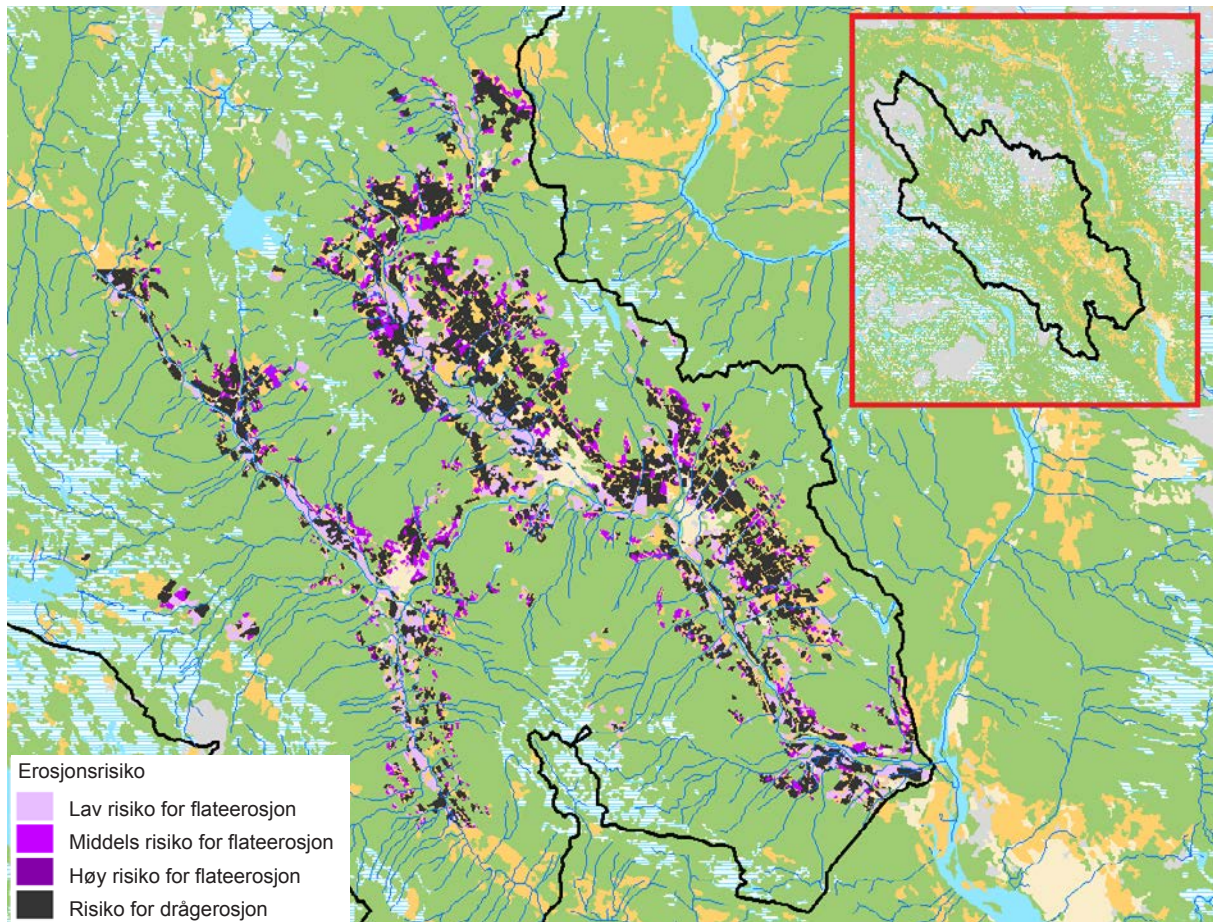 Erosjonsrisiko
Lav risiko for flateerosjon
Middels risiko for flateerosjon
Høy risiko for flateerosjon
Risiko for drågerosjon